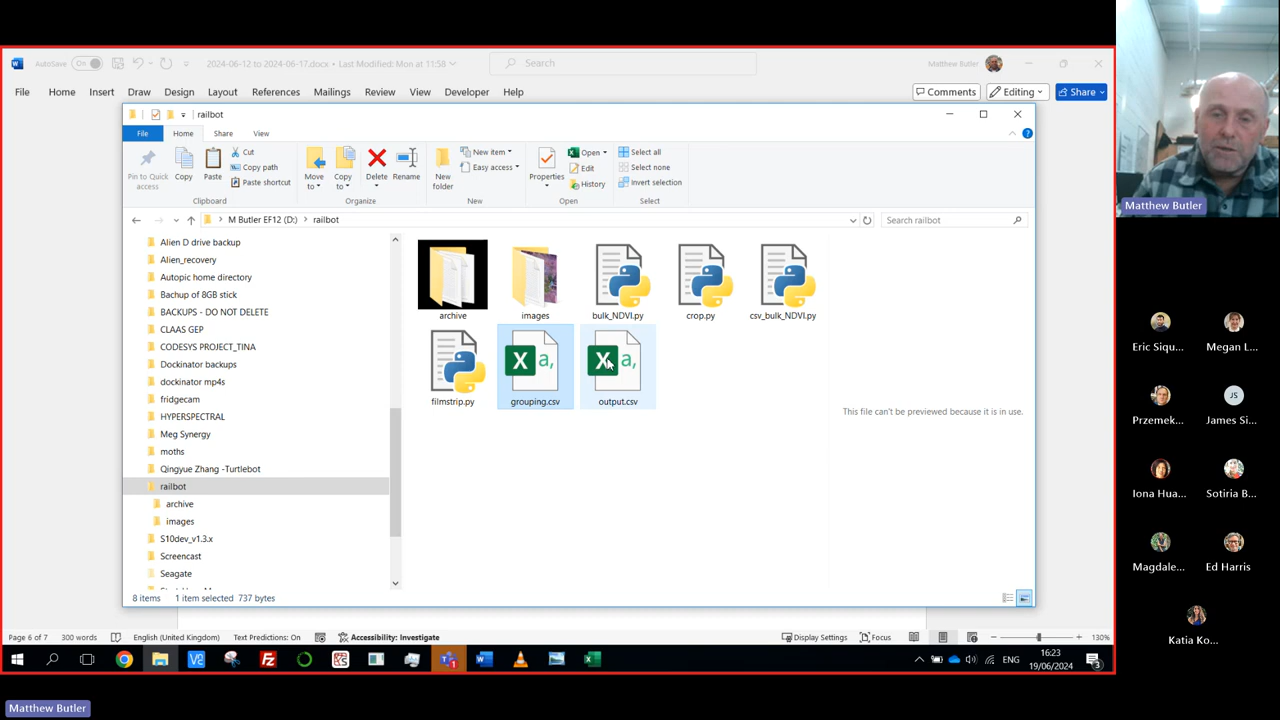 AutoSave On 2024-06-12 to 2024-06-17.docx • Last Modified: Mon at 11:58 Search Matthew Butler
File Home Insert Draw Design Layout References Mailings Review View Developer Help Comments Editing Share
railbot
File Home Share View
Pin to Quick access
Copy
Paste
Cut
Copy path
Paste shortcut
Clipboard
Move to
Copy to
Delete
Rename
Organize
New folder
New item
Easy access
New
Properties
Open
Edit
History
Open
Select all
Select none
Invert selection
Select
M Butler EF12 (D:) railbot Search railbot
Alien D drive backup
Alien_recovery
Autopic home directory
Bachup of 8GB stick
BACKUPS - DO NOT DELETE
CLAAS GEP
CODESYS PROJECT_TINA
Dockinator backups
dockinator mp4s
fridgecam
HYPERSPECTRAL
Meg Synergy
moths
Qingyue Zhang -Turtlebot
railbot
archive
images
S10dev_v1.3.x
Screencast
Seagate
archive images bulk_NDVI.py crop.py csv_bulk_NDVI.py
filmstrip.py grouping.csv output.csv
This file can't be previewed because it is in use.
8 items 1 item selected 737 bytes
Page 6 of 7 300 words English (United Kingdom) Text Predictions: On Accessibility: Investigate Display Settings Focus 130%
ENG 16:23
19/06/2024
3
Matthew Butler
Eric Siqu... Megan L...
JS
Przemek... James Si...
Iona Hua... Sotiria B...
Magdale... Ed Harris
Katia Ko...
Matthew Butler